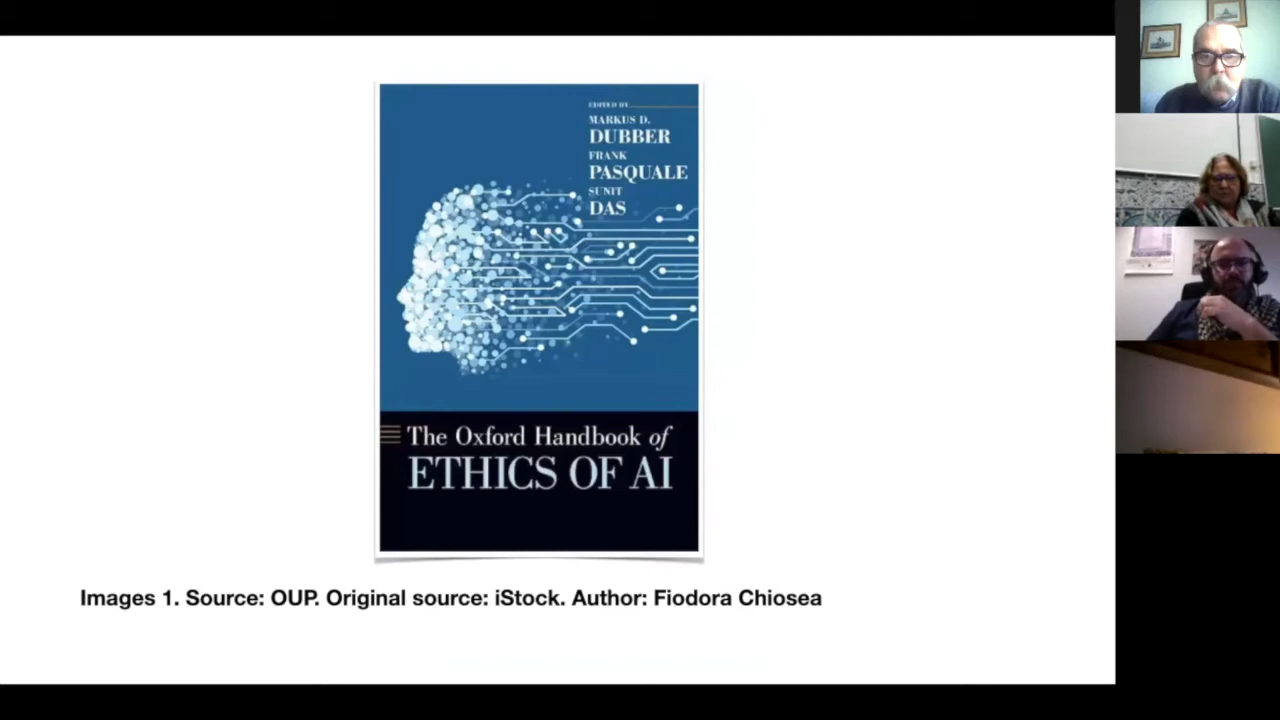 EDITED BY
MARKUS D.
DUBBER
FRANK
PASQUALE
SUNIT
DAS
The Oxford Handbook of
ETHICS OF AI
Images 1. Source: OUP. Original source: iStock. Author: Fiodora Chiosea